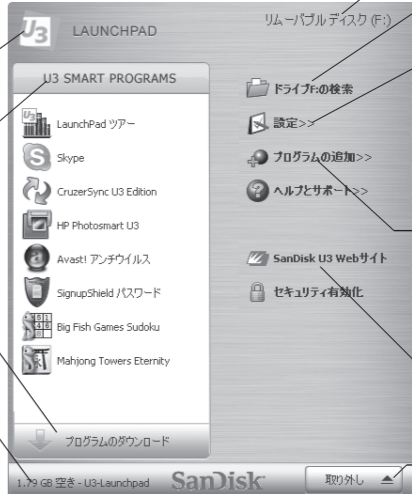 U3 LAUNCHPAD
リムーバブル ディスク (F:)
U3 SMART PROGRAMS
LaunchPad ツアー
Skype
CruzerSync U3 Edition
HP Photosmart U3
Avast! アンチウイルス
SignupShield パスワード
Big Fish Games Sudoku
Mahjong Towers Eternity
プログラムのダウンロード
ドライブF:の検索
設定>>
プログラムの追加>>
ヘルプとサポート>>
SanDisk U3 Webサイト
セキュリティ有効化
1.79 GB 空き - U3-Launchpad
SanDisk
取り外し